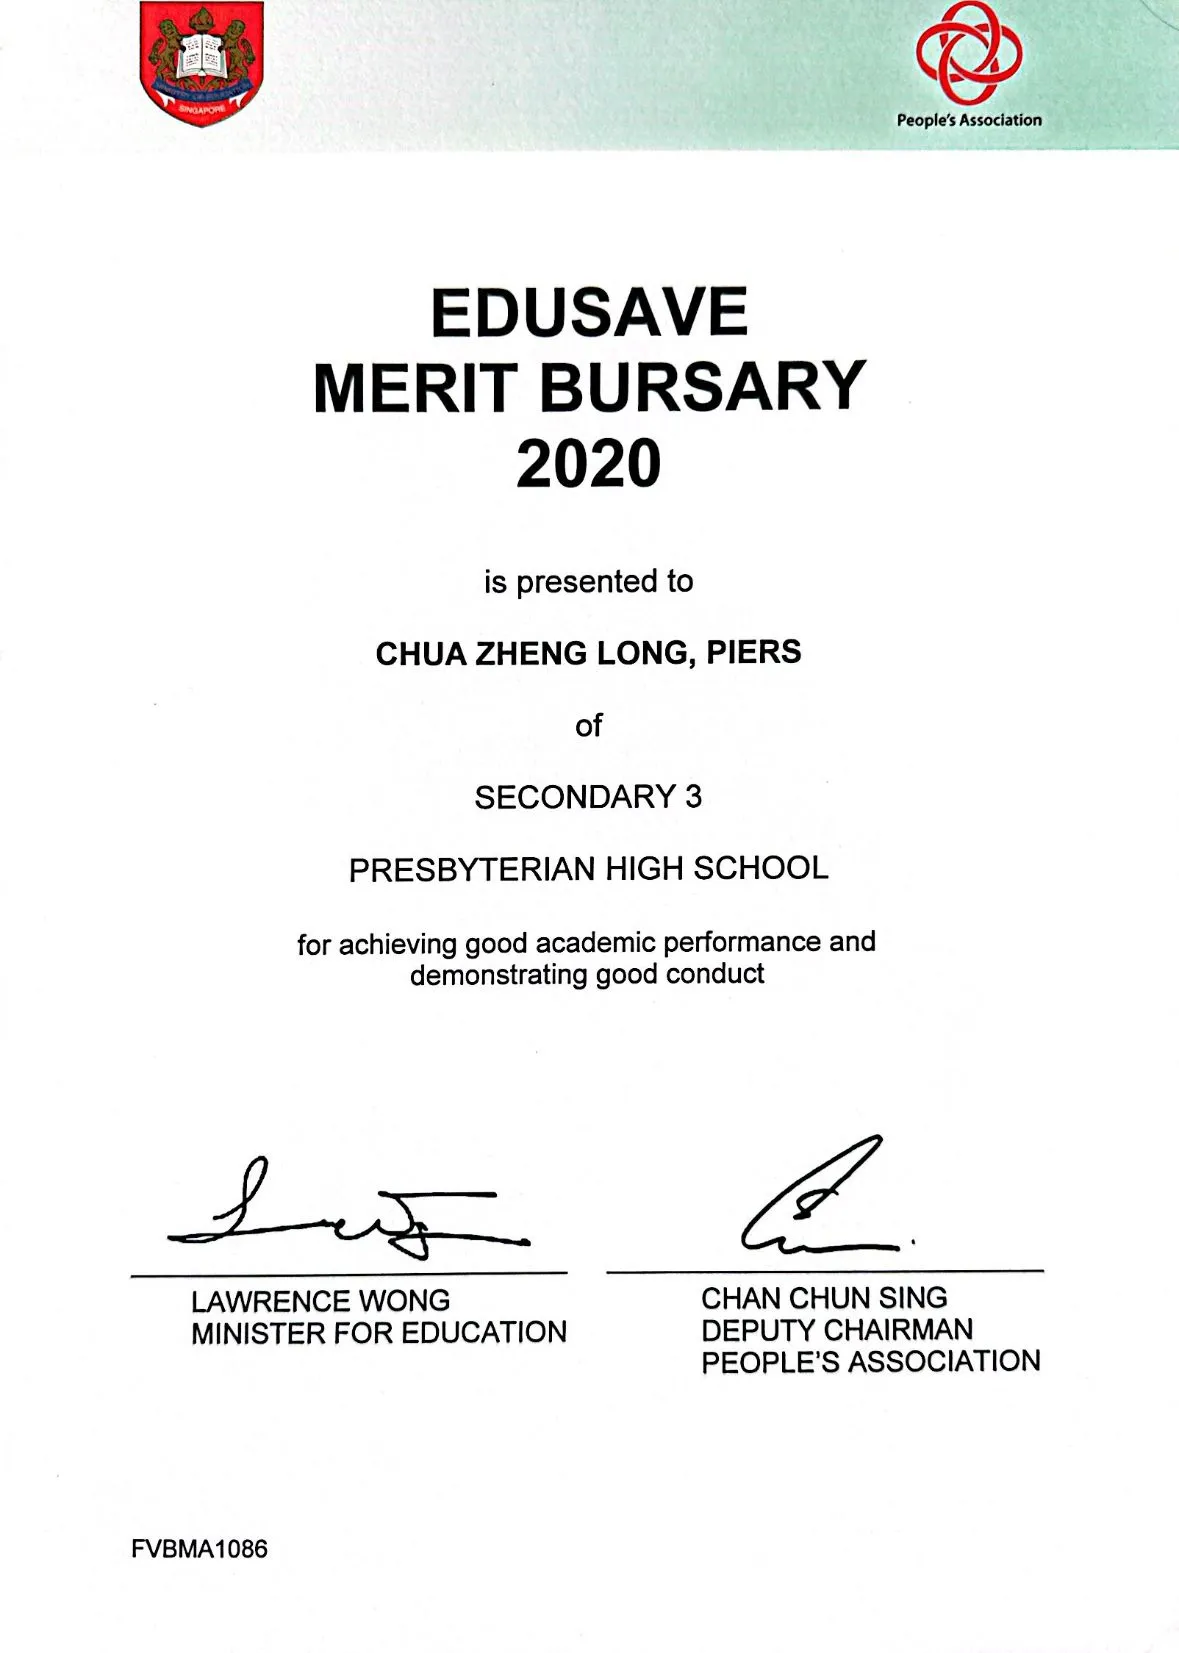 MINISTRY OF EDUCATION
SINGAPORE
People's Association
EDUSAVE
MERIT BURSARY
2020
is presented to
CHUA ZHENG LONG, PIERS
of
SECONDARY 3
PRESBYTERIAN HIGH SCHOOL
for achieving good academic performance and
demonstrating good conduct
LAWRENCE WONG
MINISTER FOR EDUCATION
CHAN CHUN SING
DEPUTY CHAIRMAN
PEOPLE'S ASSOCIATION
FVBMA1086